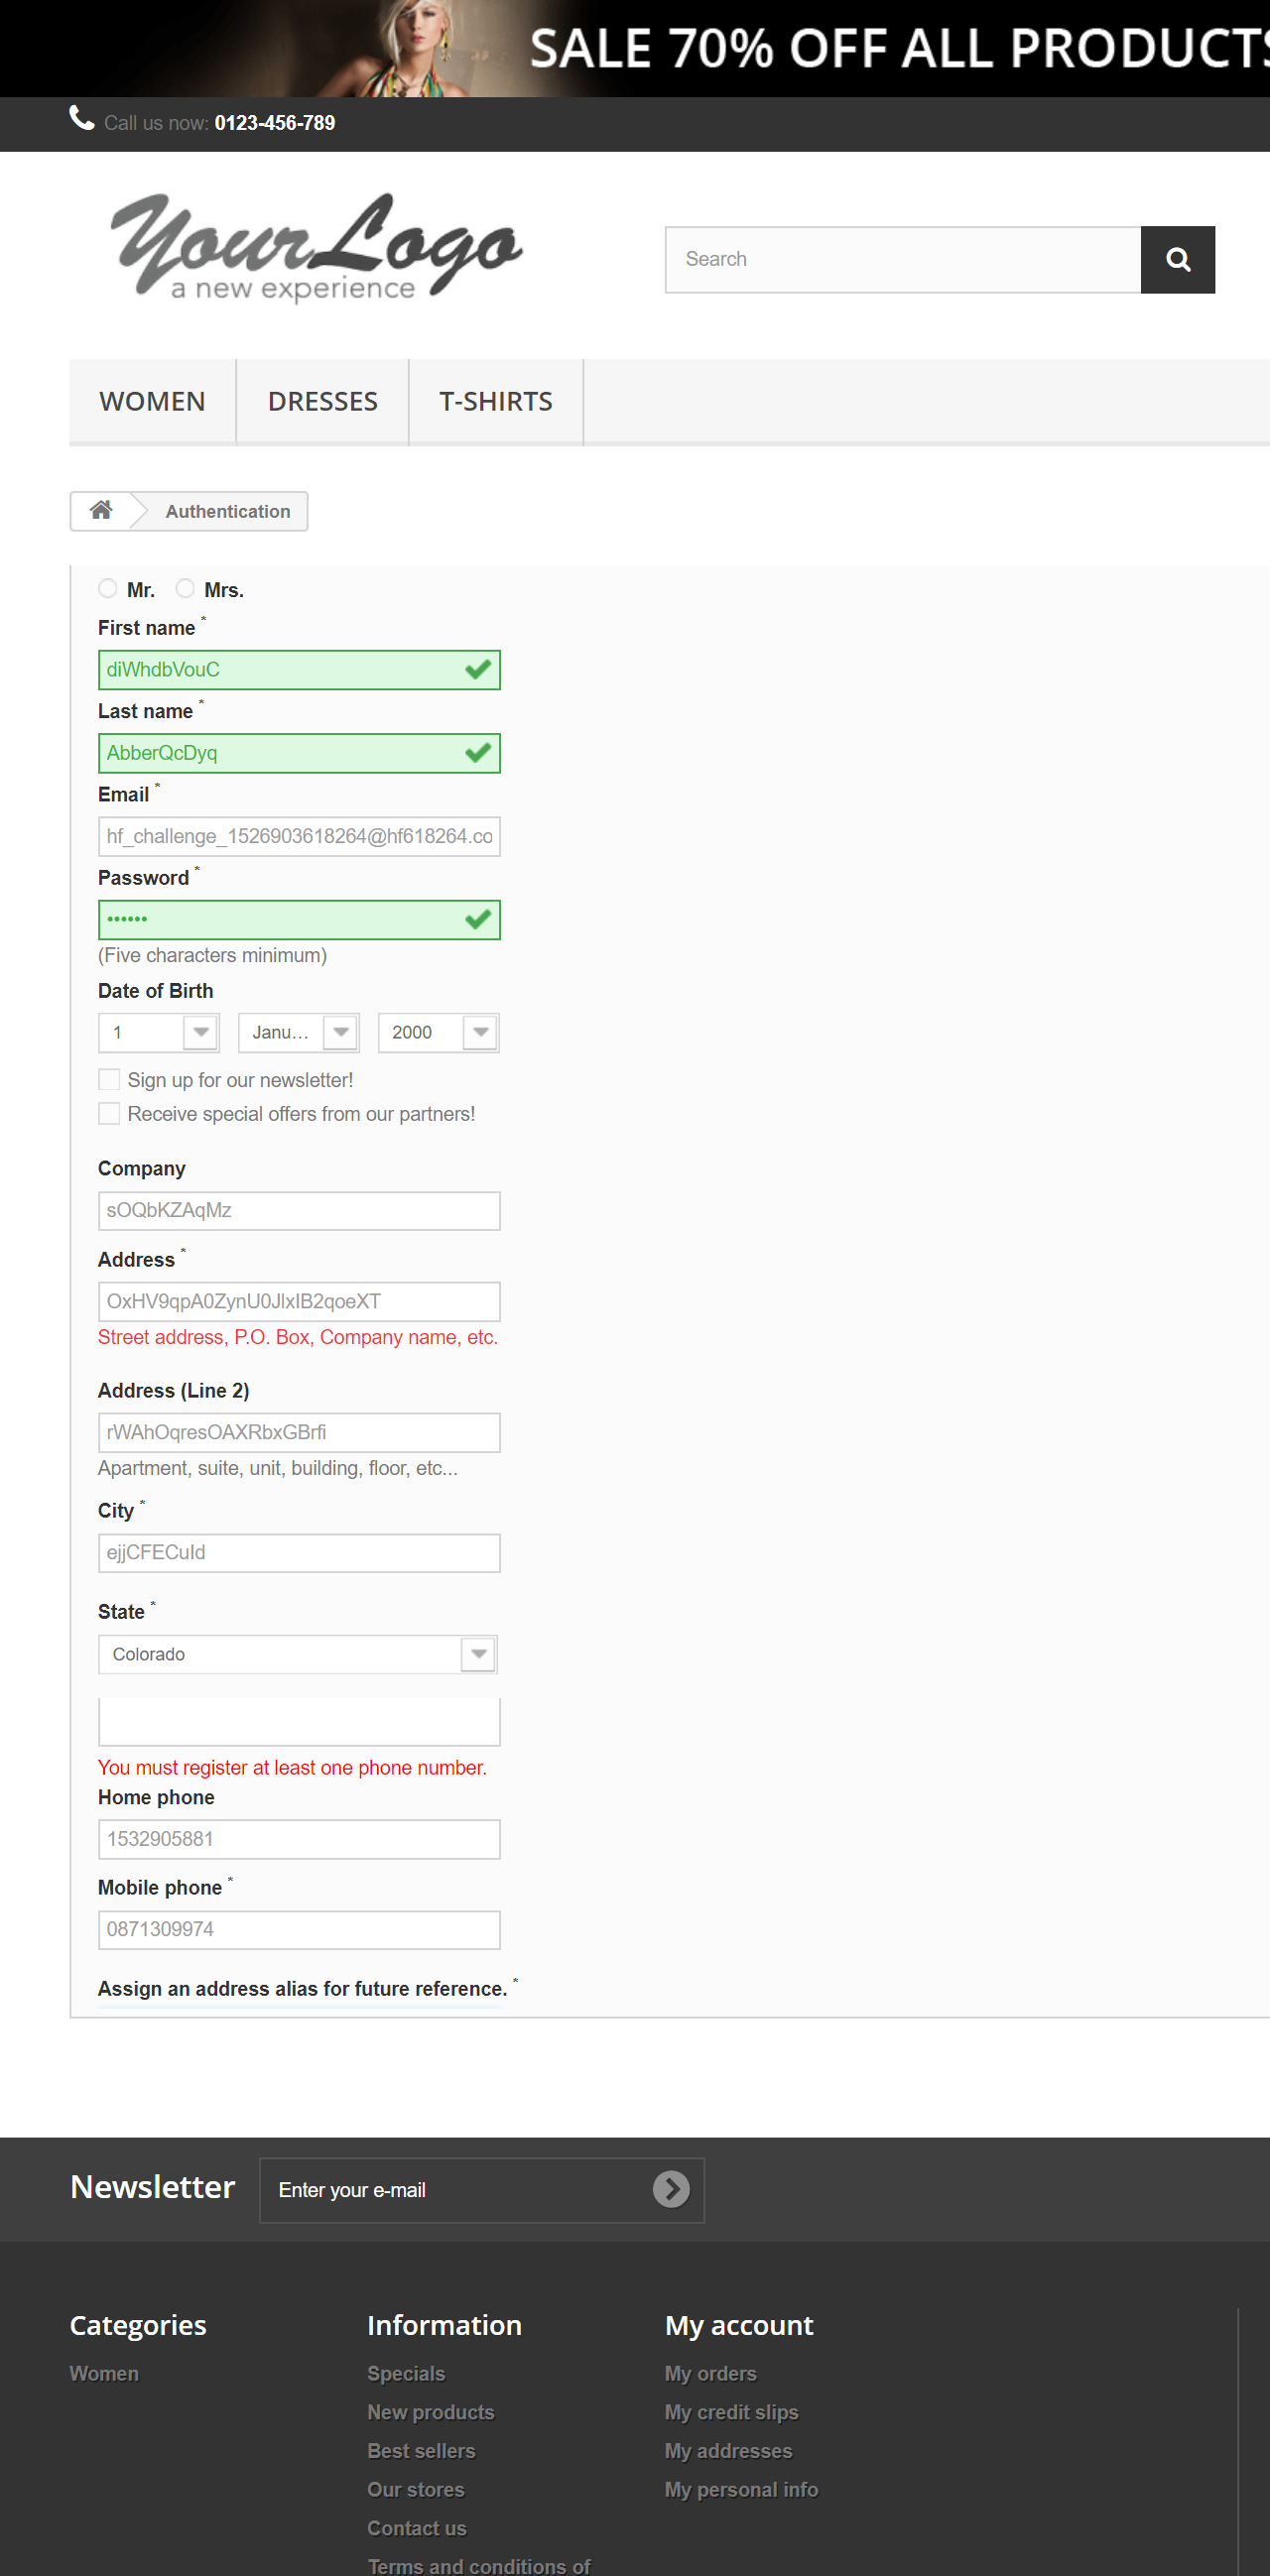 SALE 70% OFF ALL PRODUCTS
Call us now: 0123-456-789
YourLogo
a new experience
Search
WOMEN DRESSES T-SHIRTS
Authentication
Mr. Mrs.
First name *
diWhdbVouC
Last name *
AbberQcDyq
Email *
hf_challenge_1526903618264@hf618264.co
Password *
••••••
(Five characters minimum)
Date of Birth
1 Janu... 2000
Sign up for our newsletter!
Receive special offers from our partners!
Company
sOQbKZAqMz
Address *
OxHV9qpA0ZynU0JlxIB2qoeXT
Street address, P.O. Box, Company name, etc.
Address (Line 2)
rWAhOqresOAXRbxGBrfi
Apartment, suite, unit, building, floor, etc...
City *
ejjCFECuId
State *
Colorado
You must register at least one phone number.
Home phone
1532905881
Mobile phone *
0871309974
Assign an address alias for future reference. *
Newsletter Enter your e-mail
Categories Information My account
Women Specials My orders
New products My credit slips
Best sellers My addresses
Our stores My personal info
Contact us
Terms and conditions of